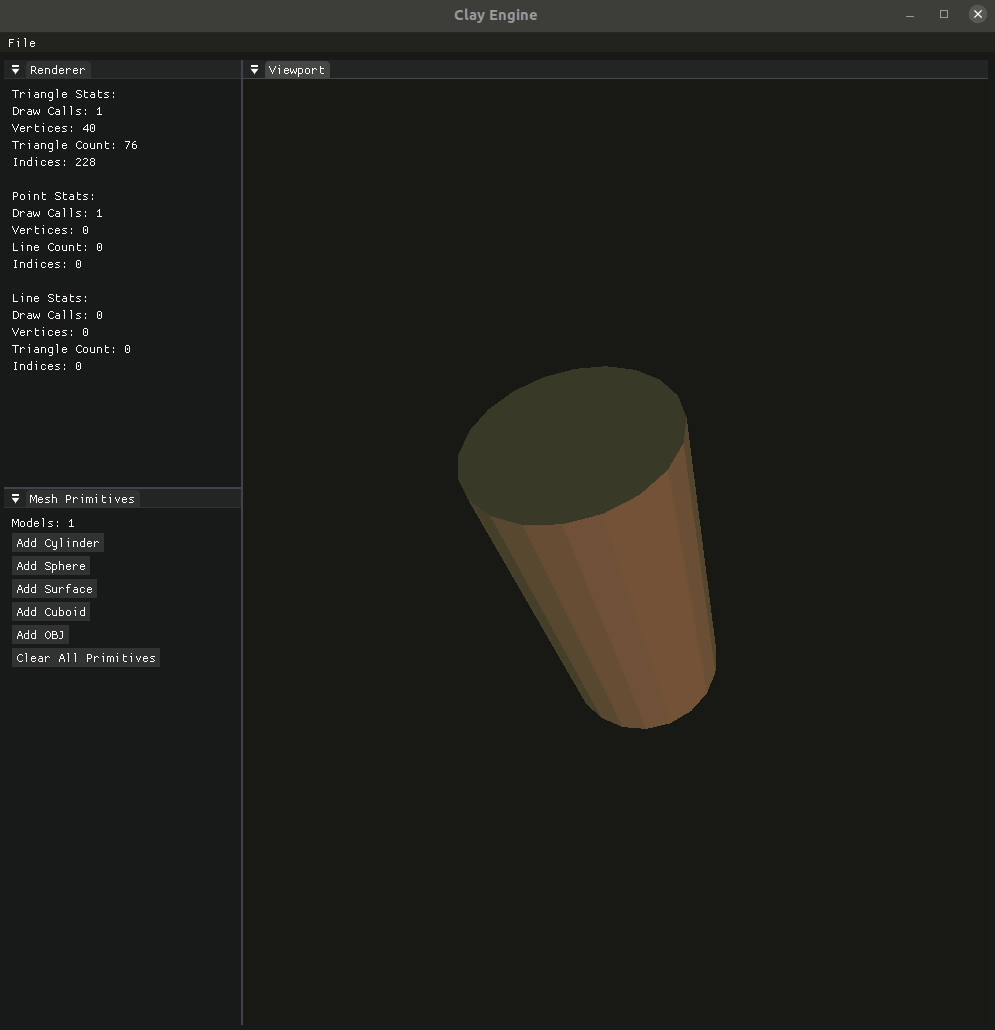 Clay Engine
File
Renderer
Triangle Stats:
Draw Calls: 1
Vertices: 40
Triangle Count: 76
Indices: 228
Point Stats:
Draw Calls: 1
Vertices: 0
Line Count: 0
Indices: 0
Line Stats:
Draw Calls: 0
Vertices: 0
Triangle Count: 0
Indices: 0
Mesh Primitives
Models: 1
Add Cylinder
Add Sphere
Add Surface
Add Cuboid
Add OBJ
Clear All Primitives
Viewport